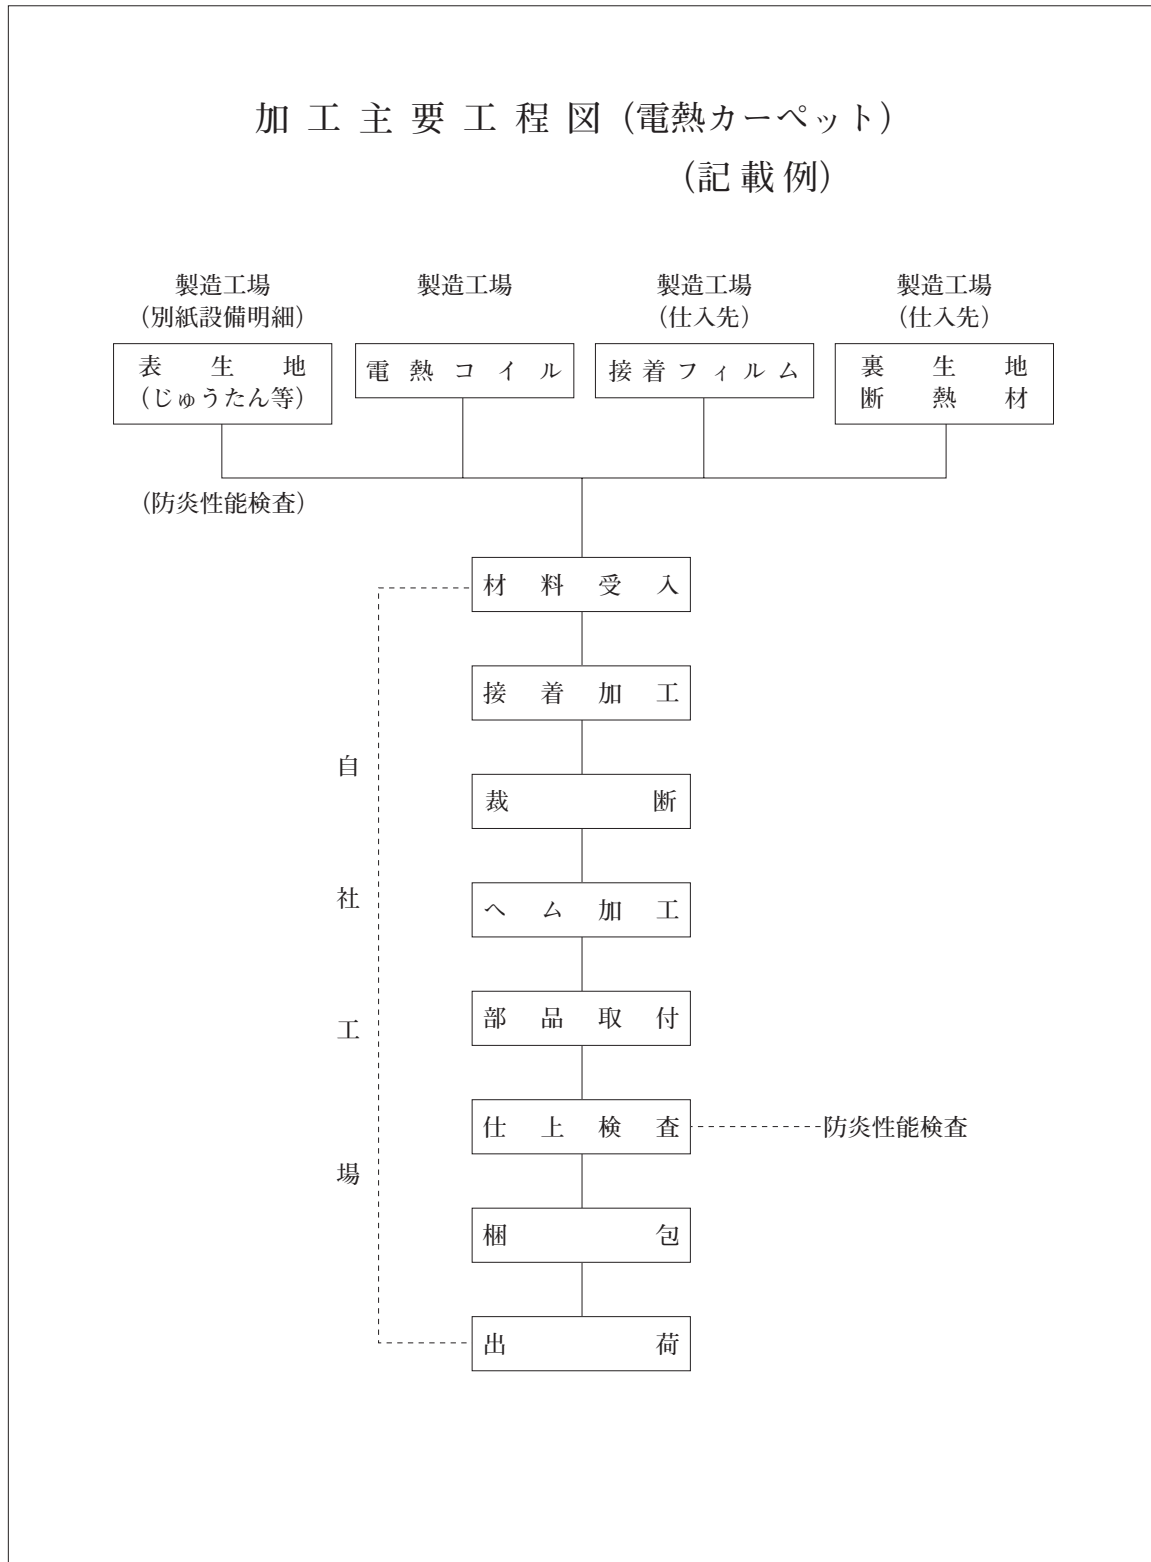 加工主要工程図(電熱カーペット)
(記載例)
製造工場
(別紙設備明細)
表生地
(じゅうたん等)
製造工場
電熱コイル
製造工場
(仕入先)
接着フィルム
製造工場
(仕入先)
裏生地
断熱材
(防炎性能検査)
材料受入
接着加工
裁断
ヘム加工
部品取付
仕上検査
防炎性能検査
梱包
出荷
自社工場